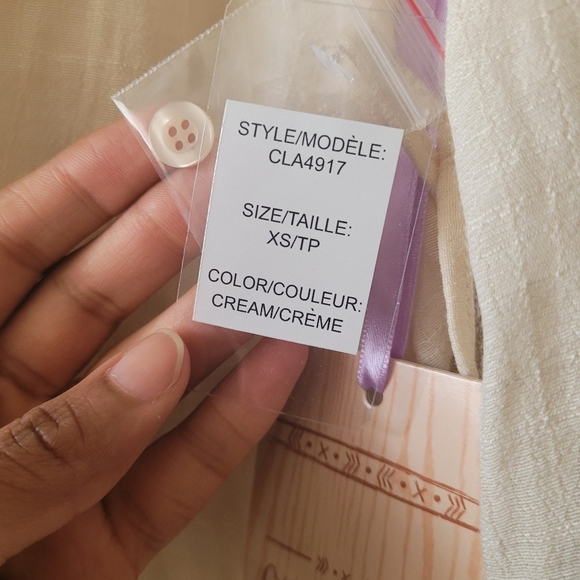 STYLE/MODÈLE:
CLA4917
SIZE/TAILLE:
XS/TP
COLOR/COULEUR:
CREAM/CRÈME